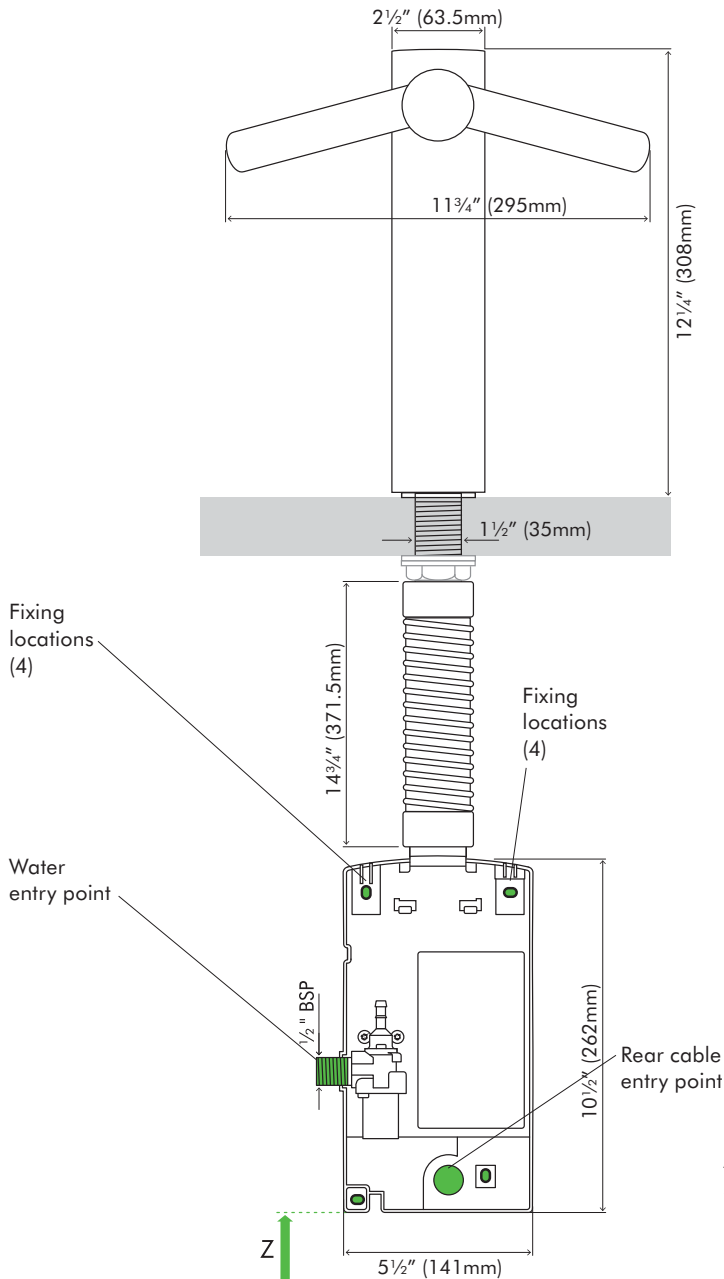 2½” (63.5mm)
11¾” (295mm)
12¼” (308mm)
1½” (35mm)
Fixing
locations
(4)
14¾” (371.5mm)
Fixing
locations
(4)
Water
entry point
½" BSP
10½” (262mm)
Rear cable
entry point
Z
5½” (141mm)